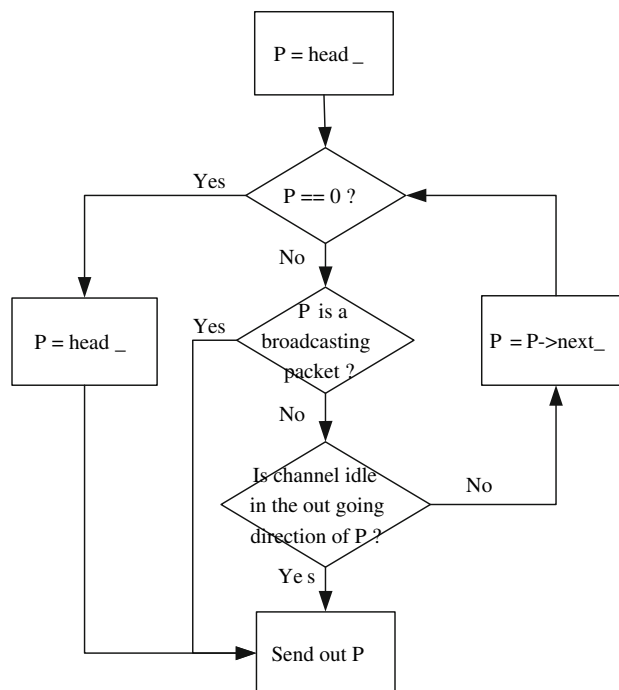 P = head _
Yes
P == 0 ?
No
P is a
broadcasting
packet ?
Yes
P = head _
P = P->next_
No
Is channel idle
in the out going
direction of P ?
No
Ye s
Send out P